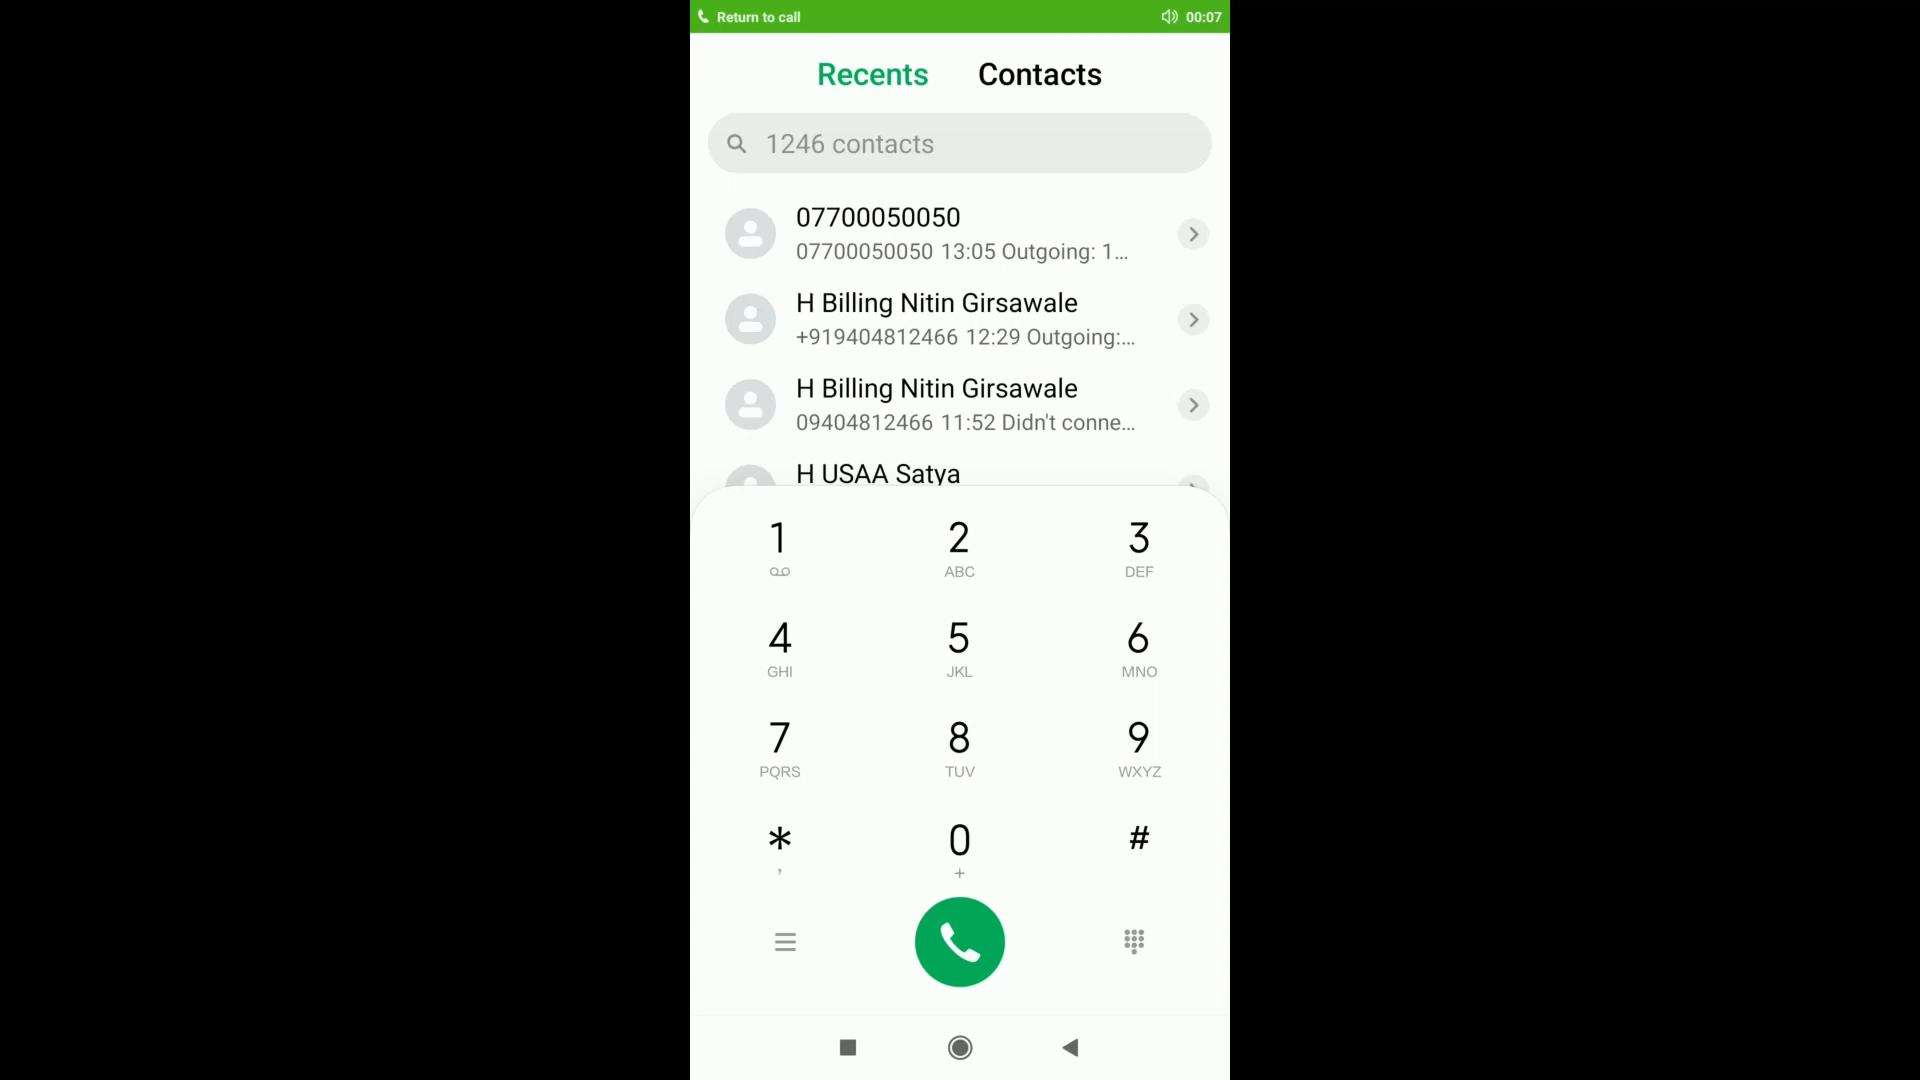 Return to call 00:07
Recents Contacts
1246 contacts
07700050050
07700050050 13:05 Outgoing: 1...
H Billing Nitin Girsawale
+919404812466 12:29 Outgoing:...
H Billing Nitin Girsawale
09404812466 11:52 Didn't conne...
H USAA Satya
1 2 3
ABC DEF
4 5 6
GHI JKL MNO
7 8 9
PQRS TUV WXYZ
* 0 #
, +